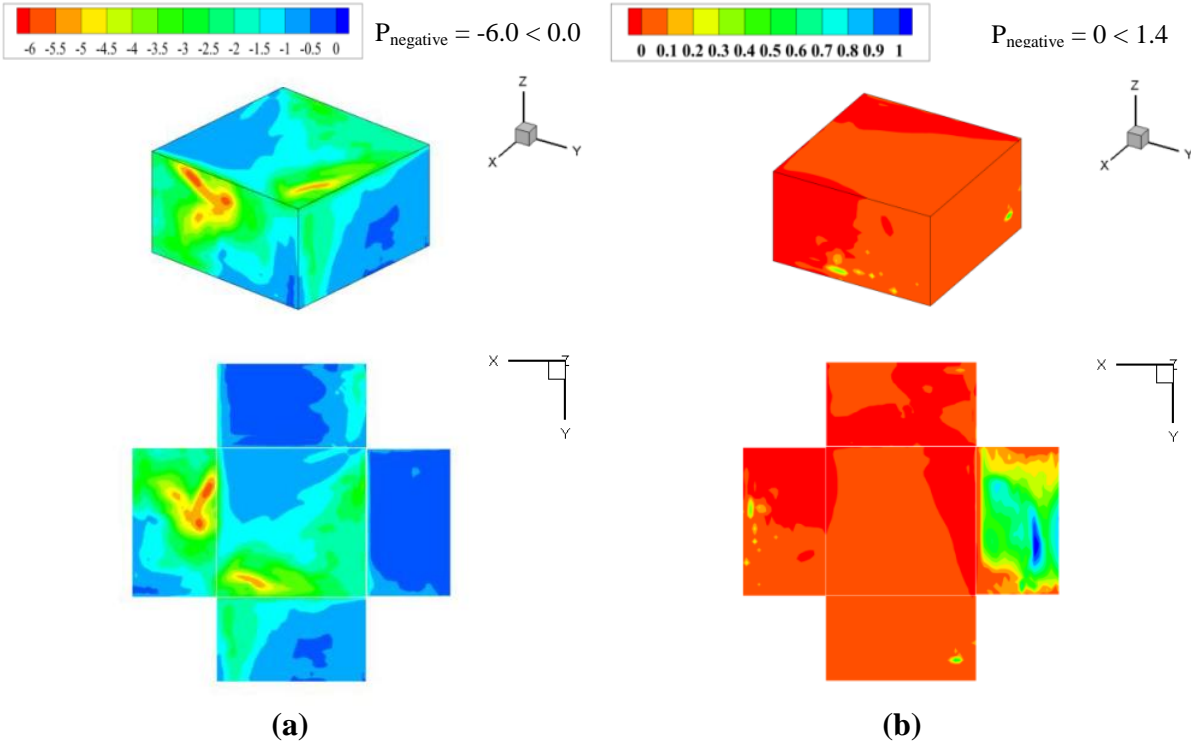 -6 -5.5 -5 -4.5 -4 -3.5 -3 -2.5 -2 -1.5 -1 -0.5 0
Pnegative = -6.0 < 0.0
0 0.1 0.2 0.3 0.4 0.5 0.6 0.7 0.8 0.9 1
Pnegative = 0 < 1.4
Z
X
Y
Z
X
Y
X Z
Y
X Z
Y
(a)
(b)